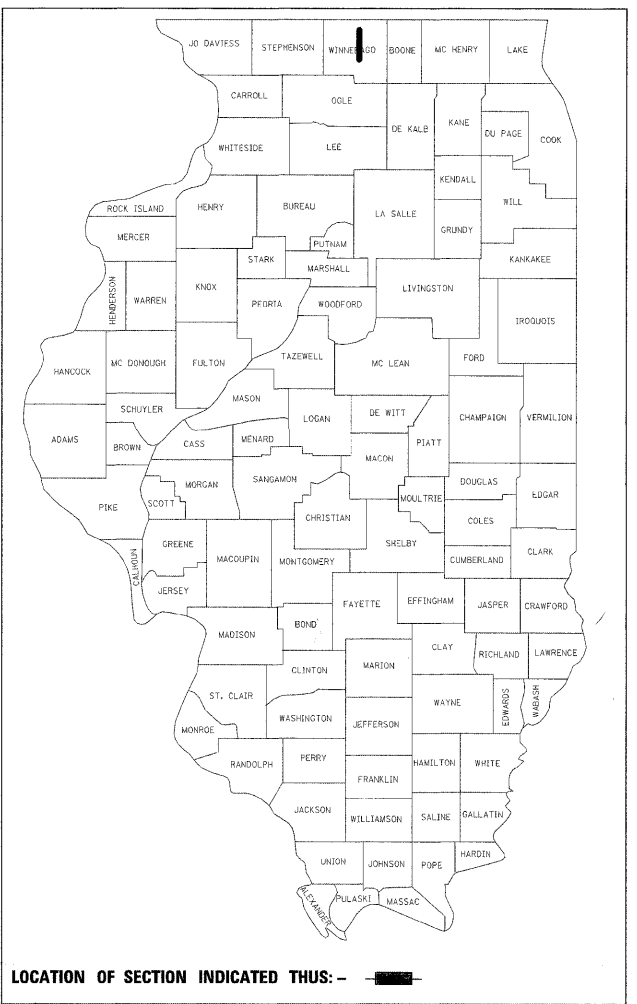 JO DAVIESS
STEPHENSON
WINNEBAGO
BOONE
MC HENRY
LAKE
CARROLL
OGLE
DE KALB
KANE
DU PAGE
COOK
WHITESIDE
LEE
KENDALL
WILL
ROCK ISLAND
HENRY
BUREAU
LA SALLE
GRUNDY
MERCER
PUTNAM
STARK
MARSHALL
KANKAKEE
HENDERSON
WARREN
KNOX
PEORIA
WOODFORD
LIVINGSTON
IROQUOIS
HANCOCK
MC DONOUGH
FULTON
TAZEWELL
MC LEAN
FORD
SCHUYLER
MASON
LOGAN
DE WITT
CHAMPAIGN
VERMILION
ADAMS
BROWN
CASS
MENARD
MACON
PIATT
PIKE
SCOTT
MORGAN
SANGAMON
MOULTRIE
DOUGLAS
EDGAR
CHRISTIAN
COLES
CALHOUN
GREENE
MACOUPIN
MONTGOMERY
SHELBY
CUMBERLAND
CLARK
JERSEY
FAYETTE
EFFINGHAM
JASPER
CRAWFORD
MADISON
BOND
CLAY
RICHLAND
LAWRENCE
CLINTON
MARION
ST. CLAIR
WAYNE
EDWARDS
WABASH
WASHINGTON
JEFFERSON
MONROE
RANDOLPH
PERRY
HAMILTON
WHITE
FRANKLIN
JACKSON
WILLIAMSON
SALINE
GALLATIN
UNION
JOHNSON
POPE
HARDIN
ALEXANDER
PULASKI
MASSAC
LOCATION OF SECTION INDICATED THUS: –